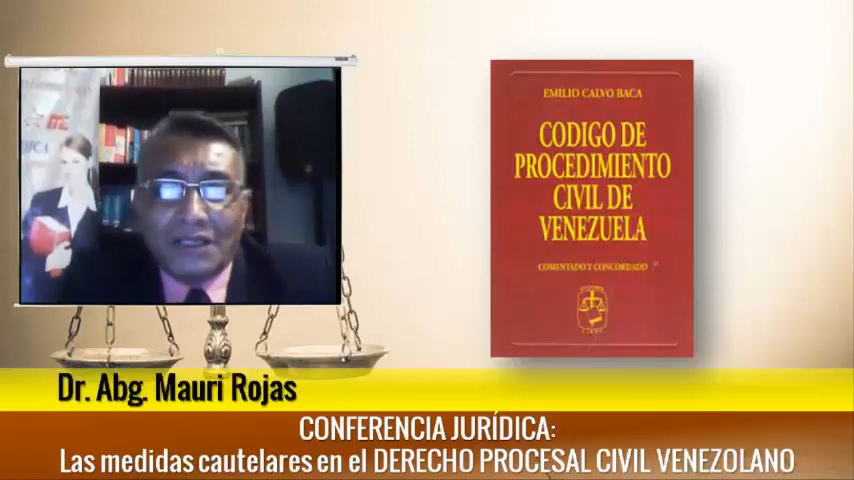 ITE
EMILIO CALVO BACA
CODIGO DE
PROCEDIMIENTO
CIVIL DE
VENEZUELA
COMENTADO Y CONCORDADO
Dr. Abg. Mauri Rojas
CONFERENCIA JURÍDICA:
Las medidas cautelares en el DERECHO PROCESAL CIVIL VENEZOLANO